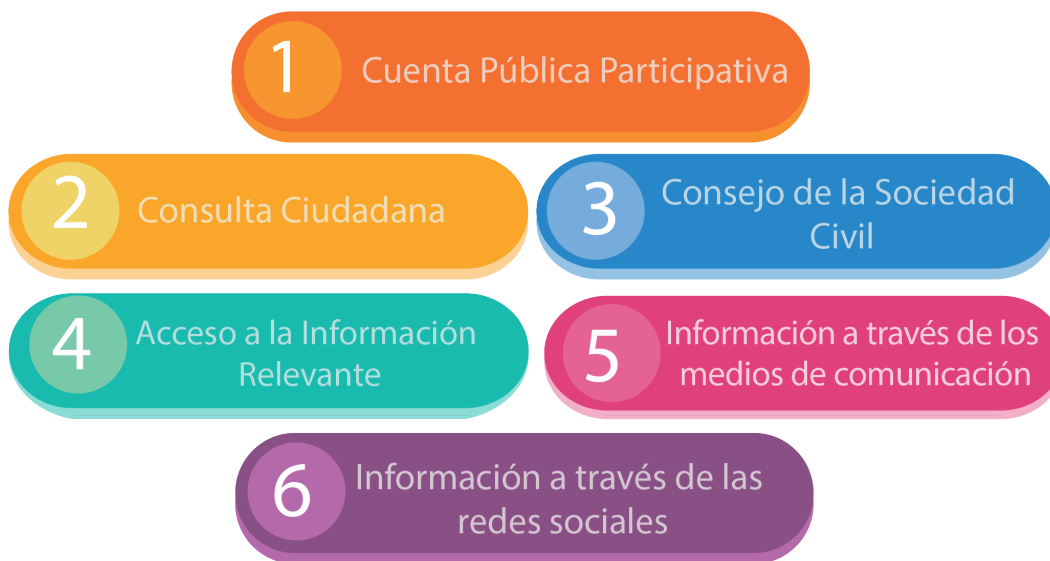 1
Cuenta Pública Participativa
2
Consulta Ciudadana
3
Consejo de la Sociedad
Civil
4
Acceso a la Información
Relevante
5
Información a través de los
medios de comunicación
6
Información a través de las
redes sociales